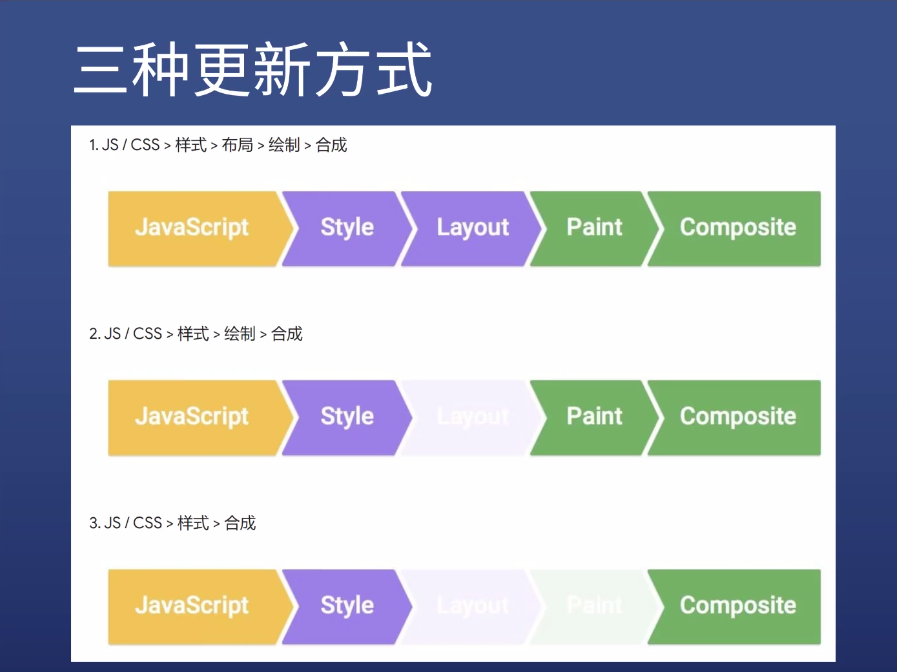 三种更新方式
1. JS / CSS > 样式 > 布局 > 绘制 > 合成
JavaScript Style Layout Paint Composite
2. JS / CSS > 样式 > 绘制 > 合成
JavaScript Style Layout Paint Composite
3. JS / CSS > 样式 > 合成
JavaScript Style Layout Paint Composite